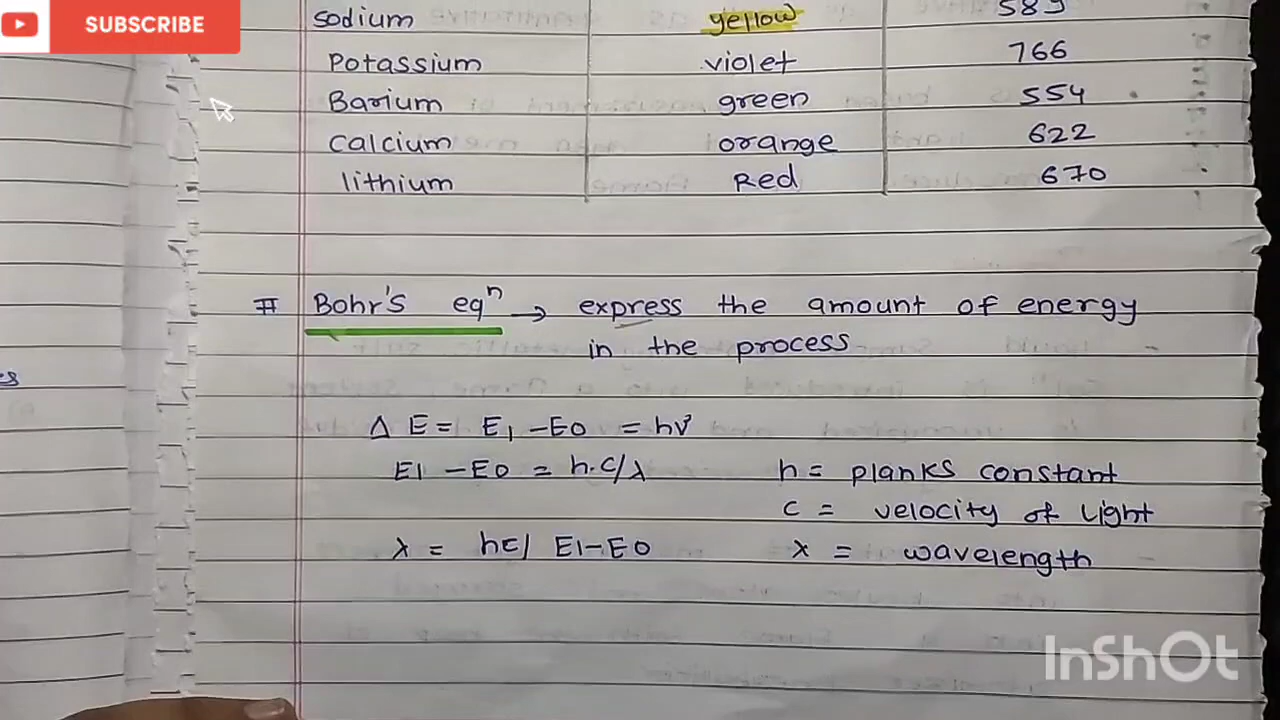 SUBSCRIBE
sodium yellow 589
Potassium violet 766
Barium green 554
calcium orange 622
lithium Red 670
# Bohr's eqⁿ → express the amount of energy
in the process
Δ E = E1 - E0 = hν
E1 - E0 = h.c/λ h = planks constant
c = velocity of light
λ = hc/ E1-E0 λ = wavelength
es
InShOt